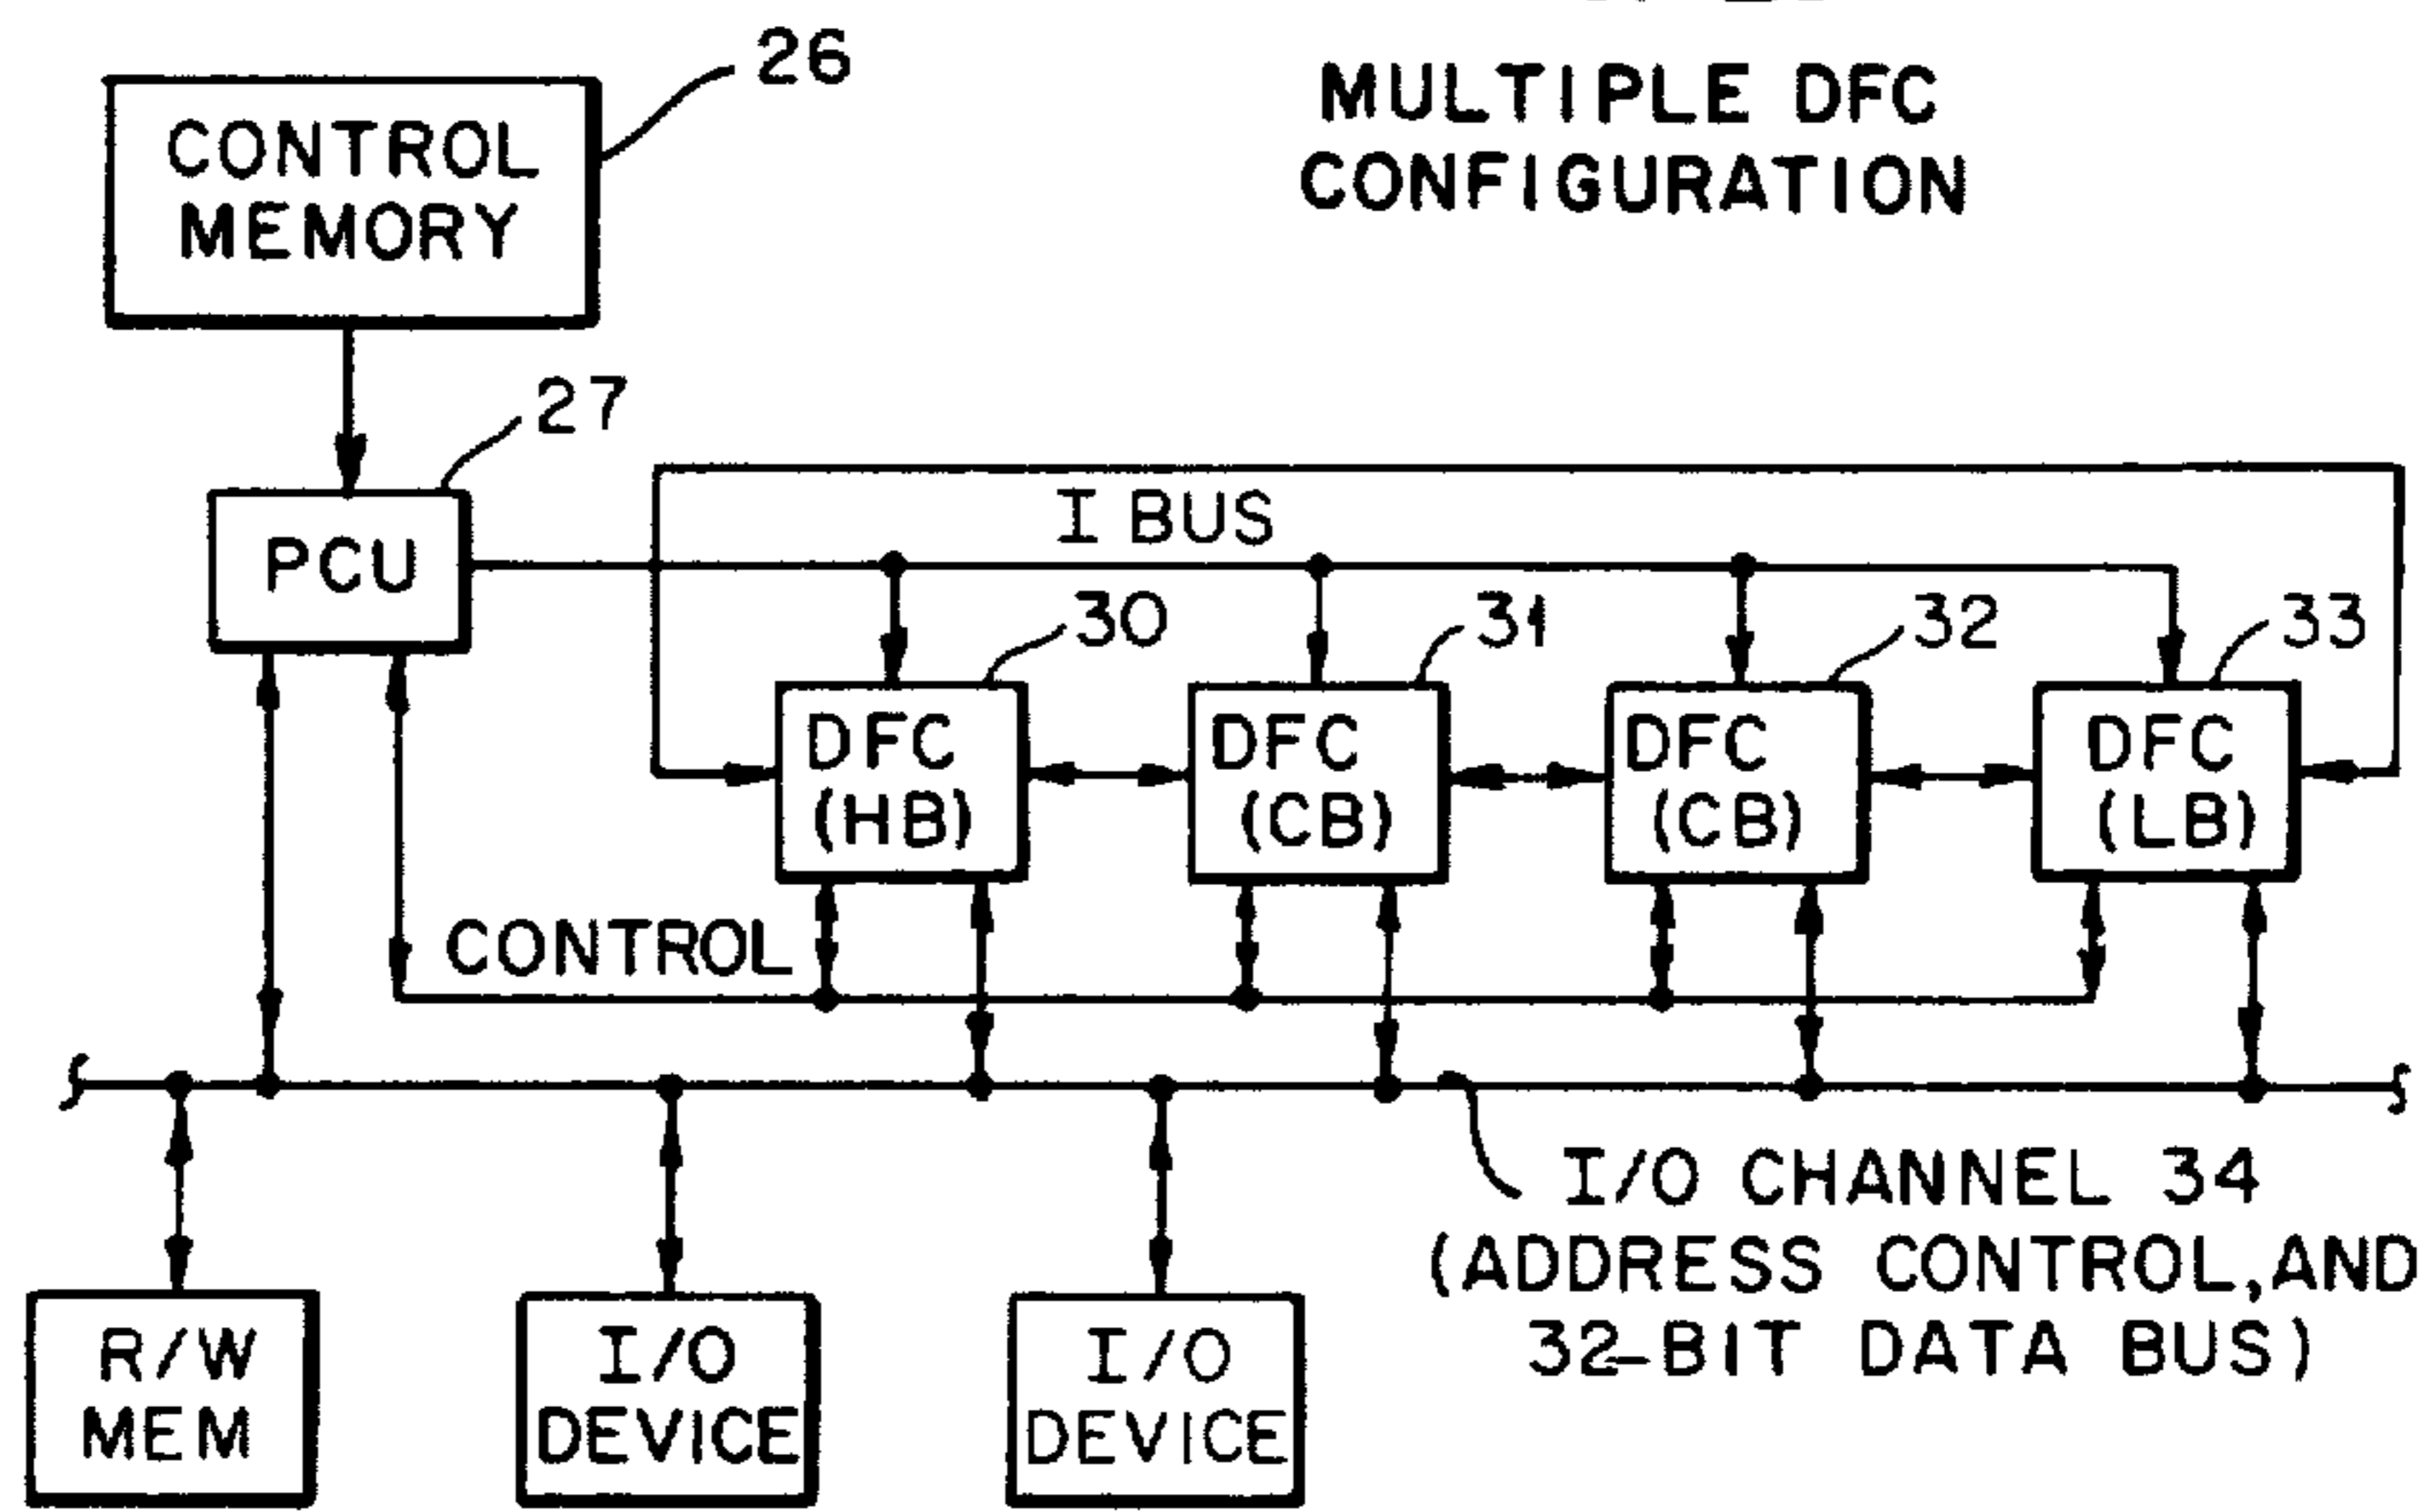 MULTIPLE DFC
CONFIGURATION
26
CONTROL
MEMORY
27
PCU
I BUS
30
31
32
33
DFC
(HB)
DFC
(CB)
DFC
(CB)
DFC
(LB)
CONTROL
I/O CHANNEL 34
(ADDRESS CONTROL, AND
32-BIT DATA BUS)
R/W
MEM
I/O
DEVICE
I/O
DEVICE